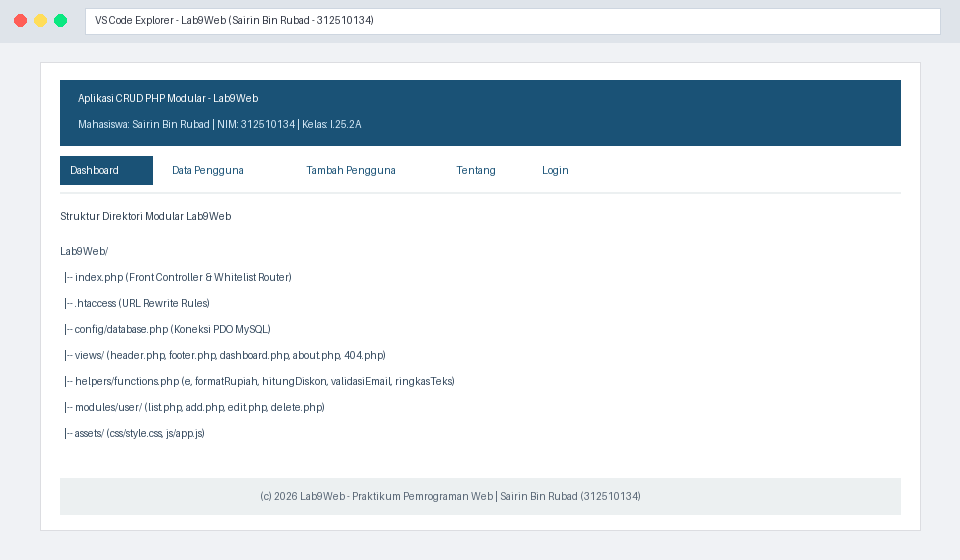 VS Code Explorer - Lab9Web (Sairin Bin Rubad - 312510134)
Aplikasi CRUD PHP Modular - Lab9Web
Mahasiswa: Sairin Bin Rubad | NIM: 312510134 | Kelas: I.25.2A
Dashboard Data Pengguna Tambah Pengguna Tentang Login
Struktur Direktori Modular Lab9Web
Lab9Web/
|-- index.php (Front Controller & Whitelist Router)
|-- .htaccess (URL Rewrite Rules)
|-- config/database.php (Koneksi PDO MySQL)
|-- views/ (header.php, footer.php, dashboard.php, about.php, 404.php)
|-- helpers/functions.php (e, formatRupiah, hitungDiskon, validasiEmail, ringkasTeks)
|-- modules/user/ (list.php, add.php, edit.php, delete.php)
|-- assets/ (css/style.css, js/app.js)
(c) 2026 Lab9Web - Praktikum Pemrograman Web | Sairin Bin Rubad (312510134)